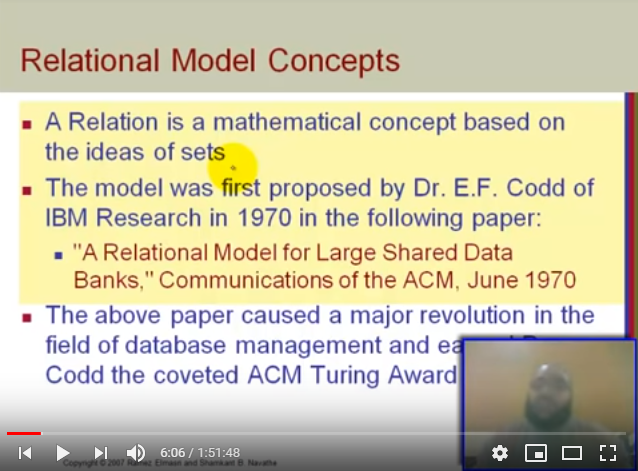 Relational Model Concepts
A Relation is a mathematical concept based on
the ideas of sets
The model was first proposed by Dr. E.F. Codd of
IBM Research in 1970 in the following paper:
"A Relational Model for Large Shared Data
Banks," Communications of the ACM, June 1970
The above paper caused a major revolution in the
field of database management and
Codd the coveted ACM Turing Award
6:06 / 1:51:48
Copyright © 2007 Ramez Elmasri and Shamkant B. Navathe